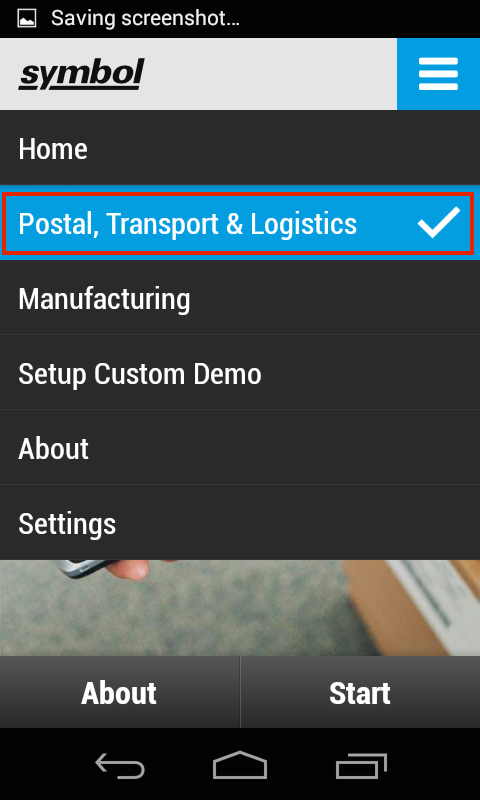 Saving screenshot...
symbol
Home
Postal, Transport & Logistics
Manufacturing
Setup Custom Demo
About
Settings
About
Start